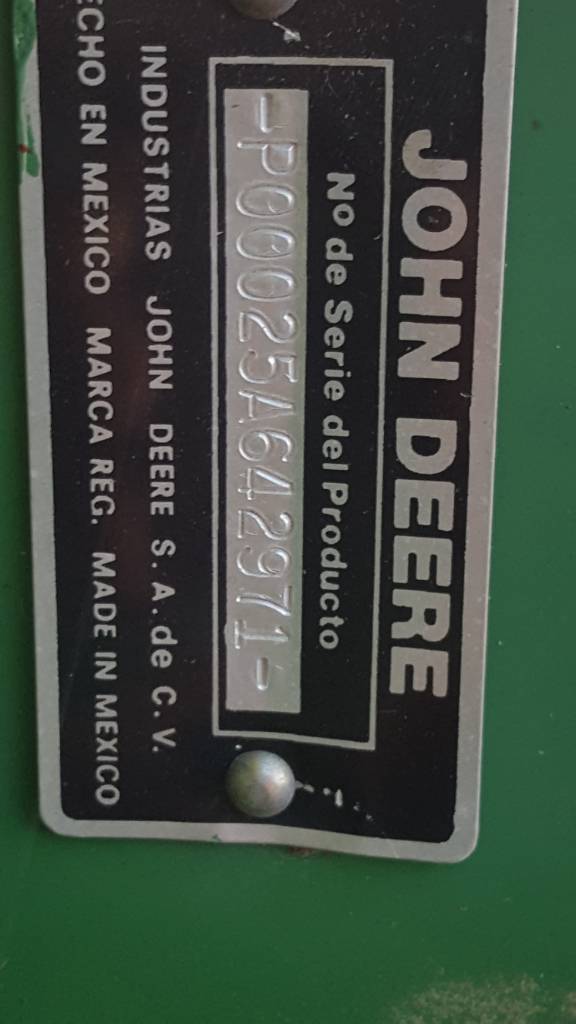 JOHN DEERE
Nº de Serie del Producto
-P00025A642971-
INDUSTRIAS JOHN DEERE S.A. de C.V.
ECHO EN MEXICO MARCA REG. MADE IN MEXICO